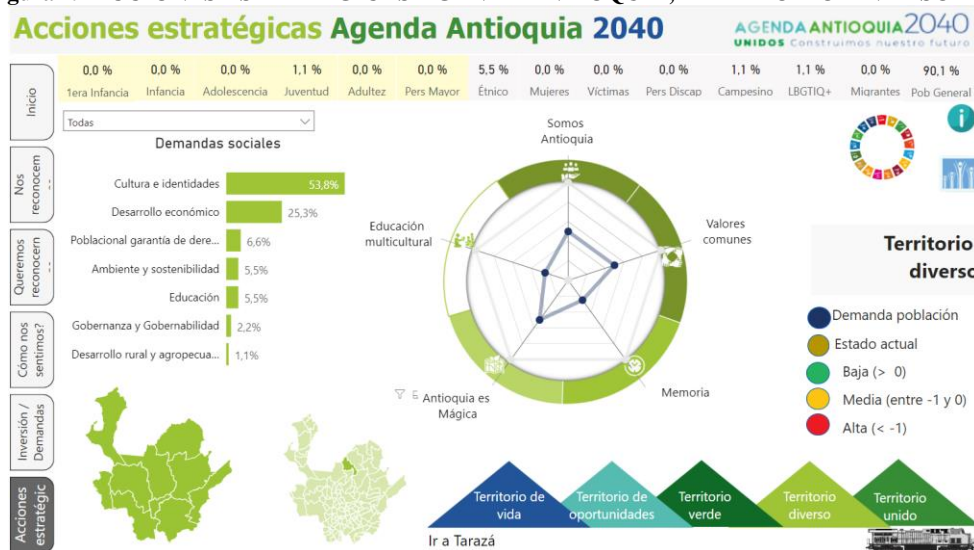 Acciones estratégicas Agenda Antioquia 2040
AGENDA ANTIOQUIA 2040
UNIDOS Construimos nuestro futuro
0,0 % 0,0 % 0,0 % 1,1 % 0,0 % 0,0 % 5,5 % 0,0 % 0,0 % 0,0 % 1,1 % 1,1 % 0,0 % 90,1 %
1era Infancia Infancia Adolescencia Juventud Adultez Pers Mayor Étnico Mujeres Víctimas Pers Discap Campesino LBGTIQ+ Migrantes Pob General
Inicio
Nos
reconocem
...
Queremos
reconocern
...
Cómo nos
sentimos?
Inversión /
Demandas
Acciones
estratégic
Todas
Demandas sociales
Cultura e identidades 53,8%
Desarrollo económico 25,3%
Poblacional garantía de dere... 6,6%
Ambiente y sostenibilidad 5,5%
Educación 5,5%
Gobernanza y Gobernabilidad 2,2%
Desarrollo rural y agropecua... 1,1%
Somos
Antioquia
Valores
comunes
Memoria
Antioquia es
Mágica
Educación
multicultural
Territorio
diverso
Demanda población
Estado actual
Baja (> 0)
Media (entre -1 y 0)
Alta (< -1)
Territorio de
vida
Territorio de
oportunidades
Territorio
verde
Territorio
diverso
Territorio
unido
Ir a Tarazá